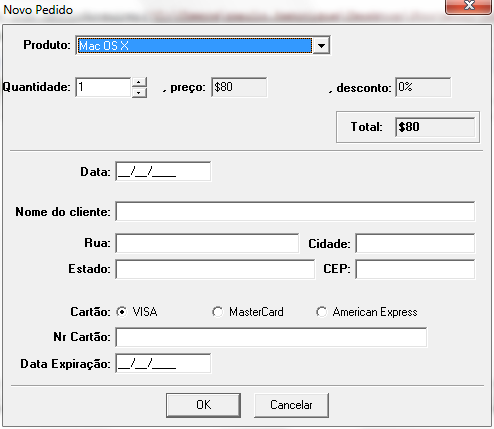 Novo Pedido
Produto: Mac OS X
Quantidade: 1 , preço: $80 , desconto: 0%
Total: $80
Data: __/__/____
Nome do cliente:
Rua: Cidade:
Estado: CEP:
Cartão: VISA MasterCard American Express
Nr Cartão:
Data Expiração: __/__/____
OK Cancelar